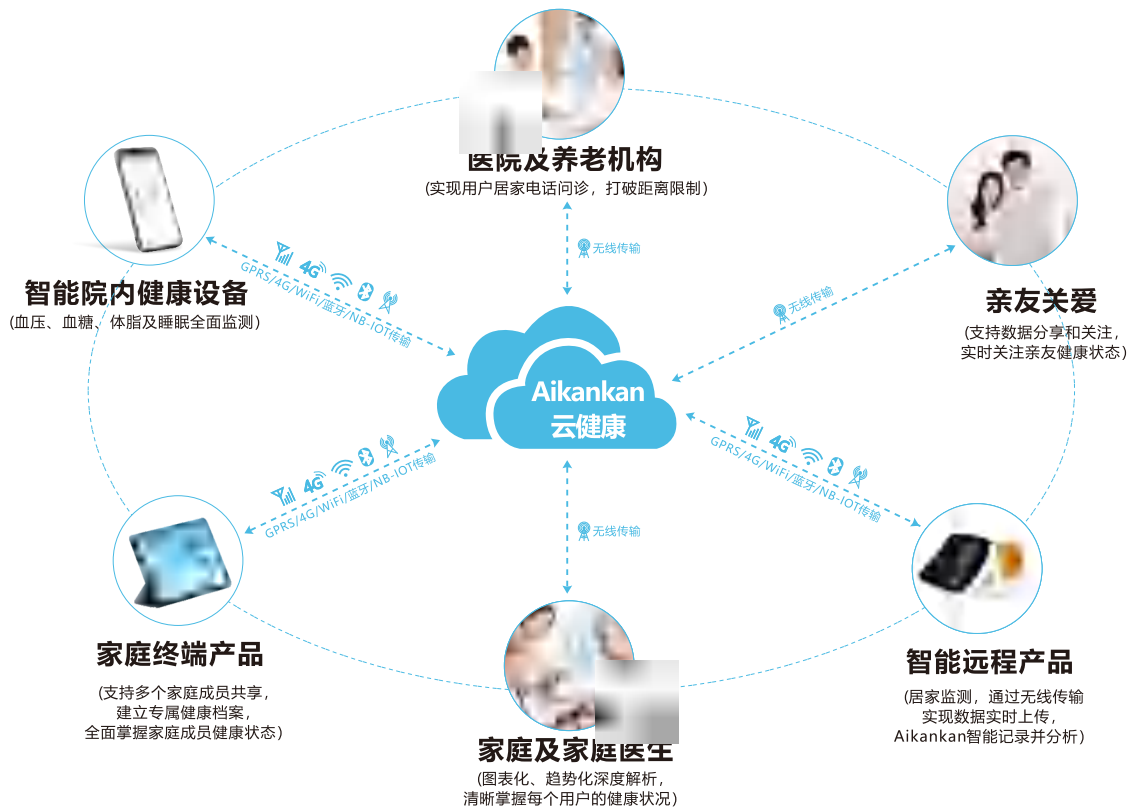 医院及养老机构
(实现用户居家电话问诊，打破距离限制)
无线传输
智能院内健康设备
(血压、血糖、体脂及睡眠全面监测)
4G
GPRS/4G/WiFi/蓝牙/NB-IOT传输
无线传输
亲友关爱
(支持数据分享和关注，
实时关注亲友健康状态)
Aikankan
云健康
4G
GPRS/4G/WiFi/蓝牙/NB-IOT传输
4G
GPRS/4G/WiFi/蓝牙/NB-IOT传输
无线传输
家庭终端产品
(支持多个家庭成员共享，
建立专属健康档案，
全面掌握家庭成员健康状态)
智能远程产品
(居家监测，通过无线传输
实现数据实时上传，
Aikankan智能记录并分析)
家庭及家庭医生
(图表化、趋势化深度解析，
清晰掌握每个用户的健康状况)